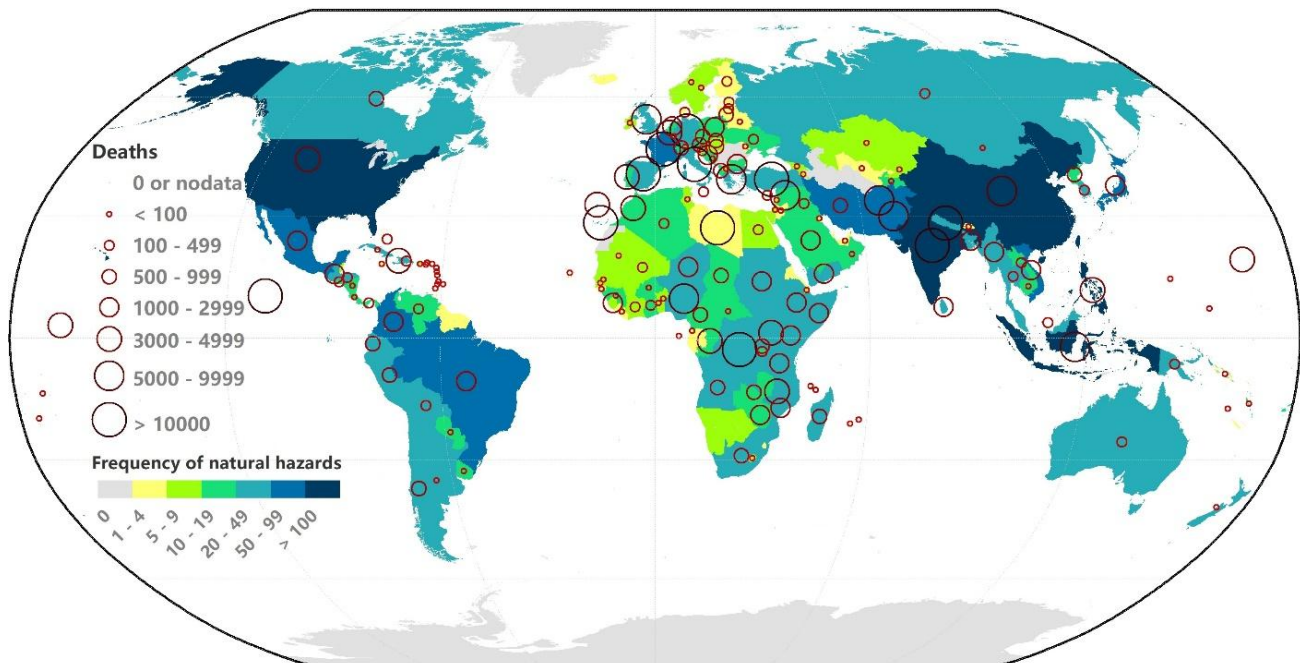 Deaths
0 or nodata
< 100
100 - 499
500 - 999
1000 - 2999
3000 - 4999
5000 - 9999
> 10000
Frequency of natural hazards
0
1 - 4
5 - 9
10 - 19
20 - 49
50 - 99
> 100